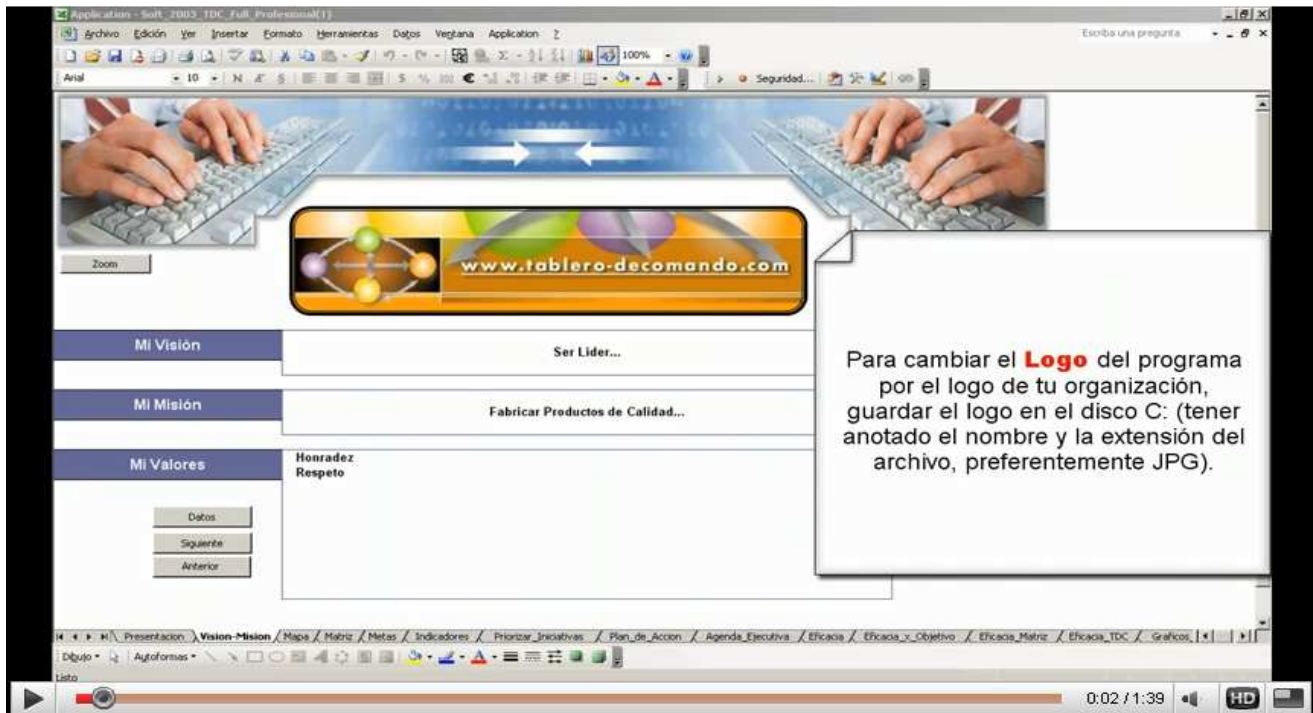 Application - Soft_2003_TDC_Full_Profesional(1)
Archivo Edición Ver Insertar Formato Herramientas Datos Ventana Application ?
Escriba una pregunta
100%
Arial 10 N K S
Seguridad...
Zoom
www.tablero-decomando.com
Mi Visión
Ser Lider...
Mi Misión
Fabricar Productos de Calidad...
Mi Valores
Honradez
Respeto
Datos
Siguiente
Anterior
Para cambiar el Logo del programa
por el logo de tu organización,
guardar el logo en el disco C: (tener
anotado el nombre y la extensión del
archivo, preferentemente JPG).
Presentacion Vision-Mision Mapa Matriz Metas Indicadores Priorizar_Iniciativas Plan_de_Accion Agenda_Ejecutiva Eficacia Eficacia_x_Objetivo Eficacia_Matriz Eficacia_TDC Graficos_
Dibujo Autoformas
Listo
0:02 / 1:39 HD